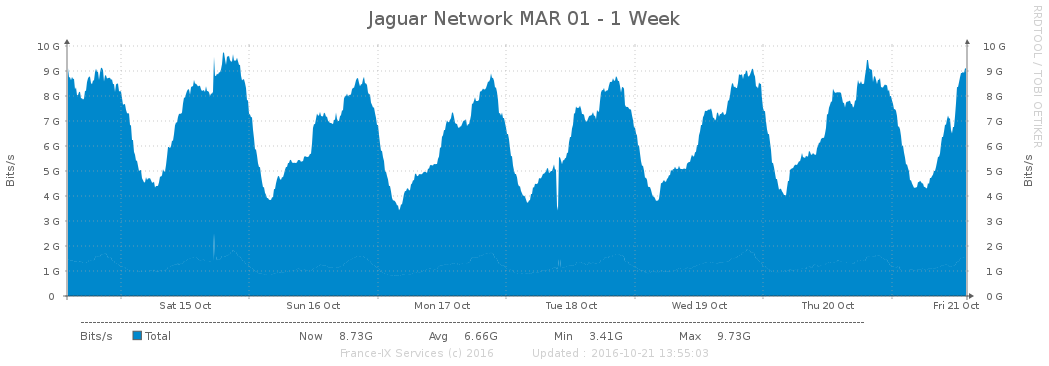 Jaguar Network MAR 01 - 1 Week
RRDTOOL / TOBI OETIKER
Bits/s
10 G
9 G
8 G
7 G
6 G
5 G
4 G
3 G
2 G
1 G
0
10 G
9 G
8 G
7 G
6 G
5 G
4 G
3 G
2 G
1 G
0 G
Bits/s
Sat 15 Oct Sun 16 Oct Mon 17 Oct Tue 18 Oct Wed 19 Oct Thu 20 Oct Fri 21 Oct
Bits/s Total Now 8.73G Avg 6.66G Min 3.41G Max 9.73G
France-IX Services (c) 2016 Updated : 2016-10-21 13:55:03